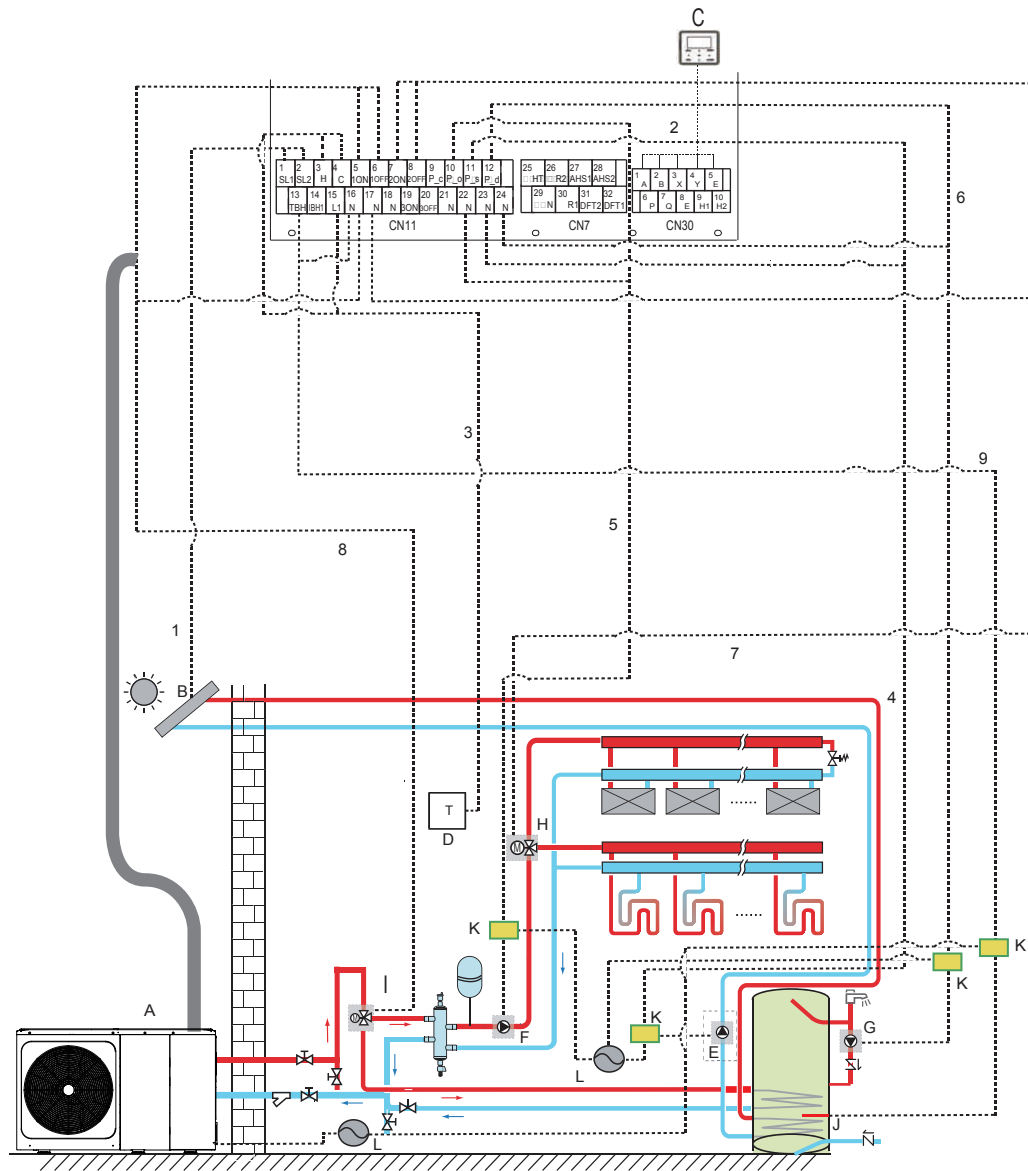 C
2
1 2 3 4 5 6 7 8 9 10 11 12
SL1 SL2 H C 1ON 1OFF 2ON 2OFF P_c P_o P_s P_d
13 14 15 16 17 18 19 20 21 22 23 24
TBH IBH1 L1 N N N 3ON 3OFF N N N N
CN11
25 26 27 28
HT R2 AHS1 AHS2
29 30 31 32
N R1 DFT2 DFT1
CN7
1 2 3 4 5
A B X Y E
6 7 8 9 10
P Q E H1 H2
CN30
6
3
9
5
8
1
7
B
4
T
D
H
K
K
K
I
A
F
K
E
G
L
J
L